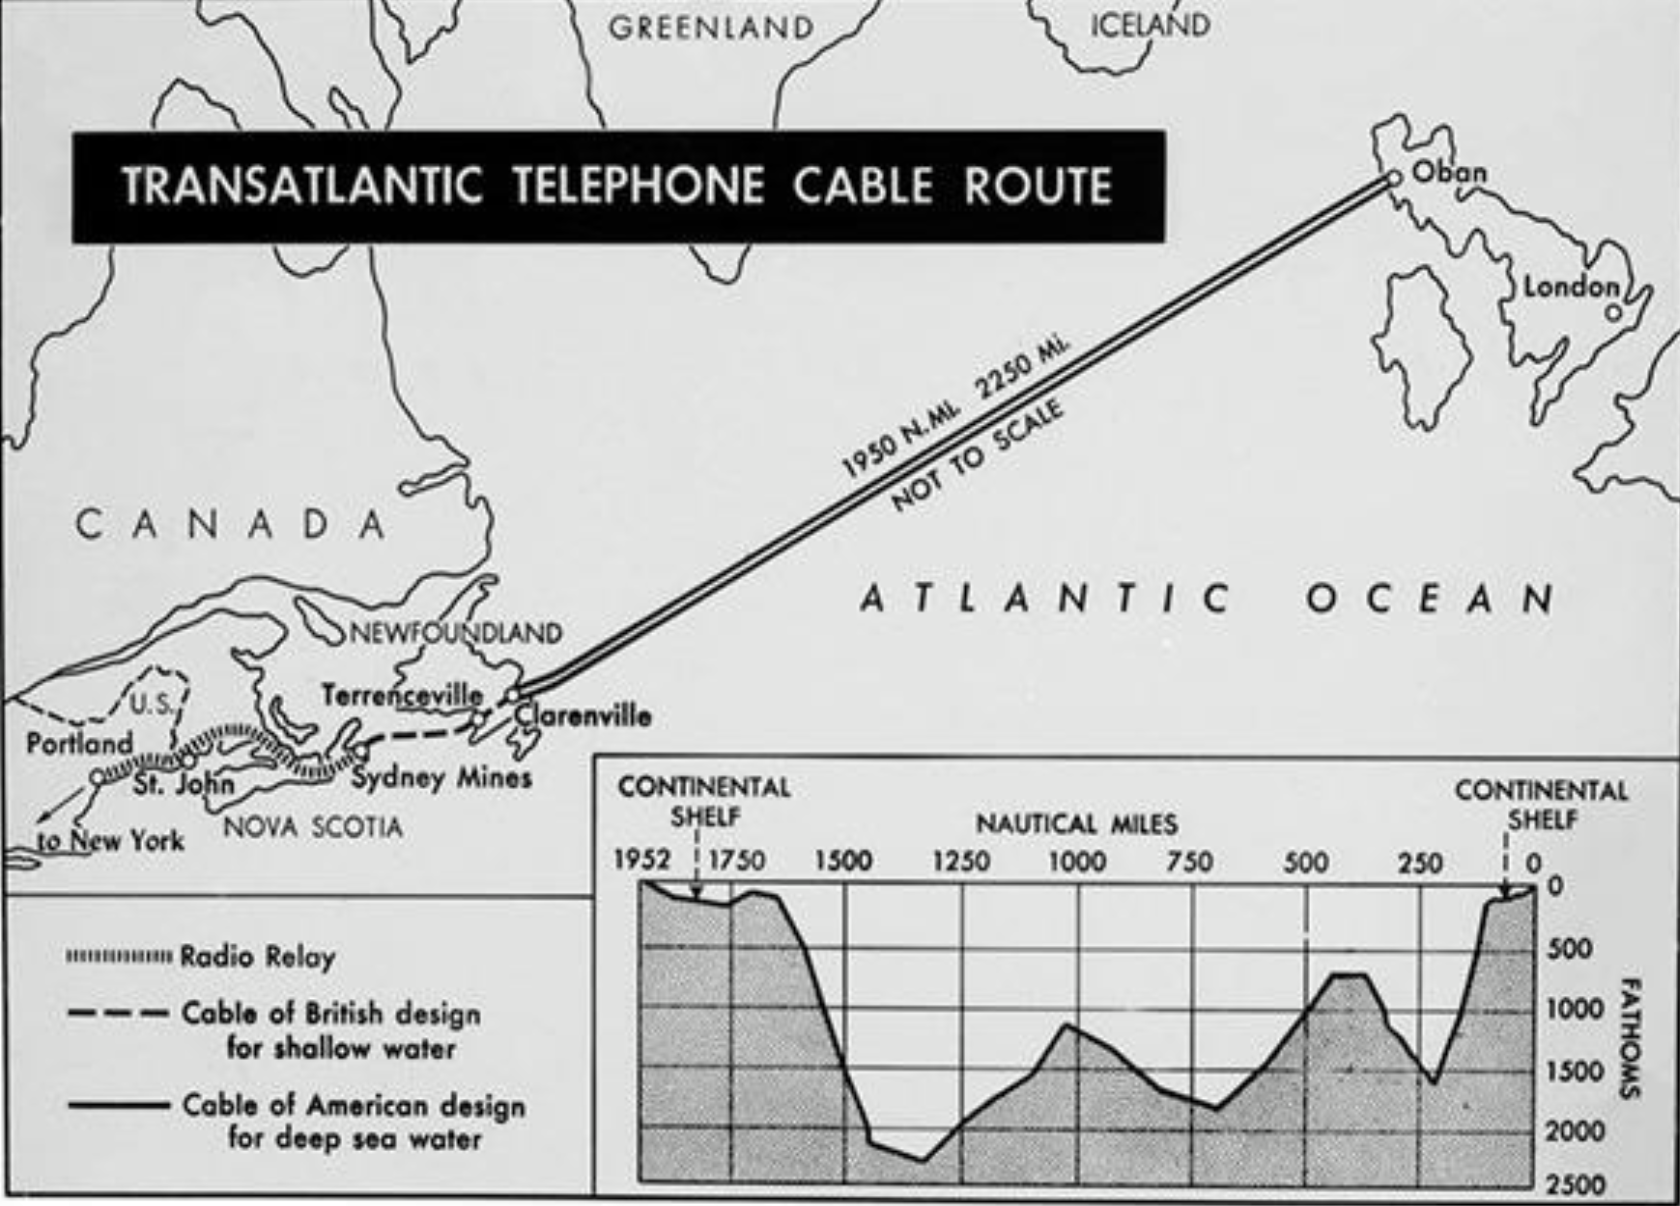 GREENLAND
ICELAND
TRANSATLANTIC TELEPHONE CABLE ROUTE
Oban
London
1950 N.Mi. 2250 Mi.
NOT TO SCALE
CANADA
ATLANTIC OCEAN
NEWFOUNDLAND
Terrenceville
Clarenville
U.S.
Portland
St. John
Sydney Mines
to New York
NOVA SCOTIA
CONTINENTAL
SHELF
CONTINENTAL
SHELF
NAUTICAL MILES
1952 1750 1500 1250 1000 750 500 250 0
0
500
1000
1500
2000
2500
FATHOMS
Radio Relay
Cable of British design
for shallow water
Cable of American design
for deep sea water